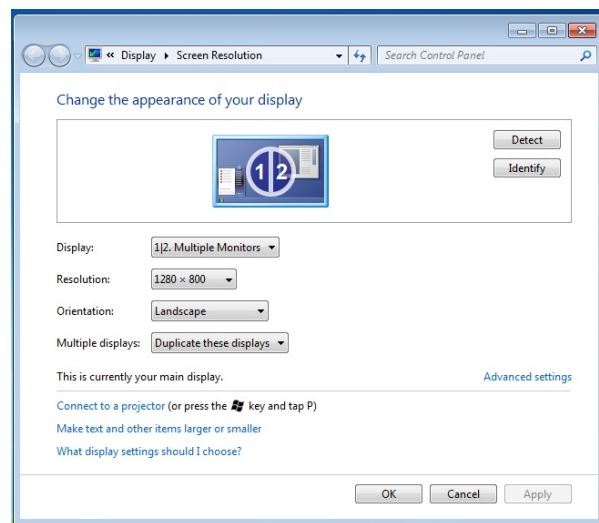 « Display ▸ Screen Resolution
Search Control Panel
Change the appearance of your display
1|2
Detect
Identify
Display: 1|2. Multiple Monitors
Resolution: 1280 × 800
Orientation: Landscape
Multiple displays: Duplicate these displays
This is currently your main display.
Advanced settings
Connect to a projector (or press the key and tap P)
Make text and other items larger or smaller
What display settings should I choose?
OK Cancel Apply